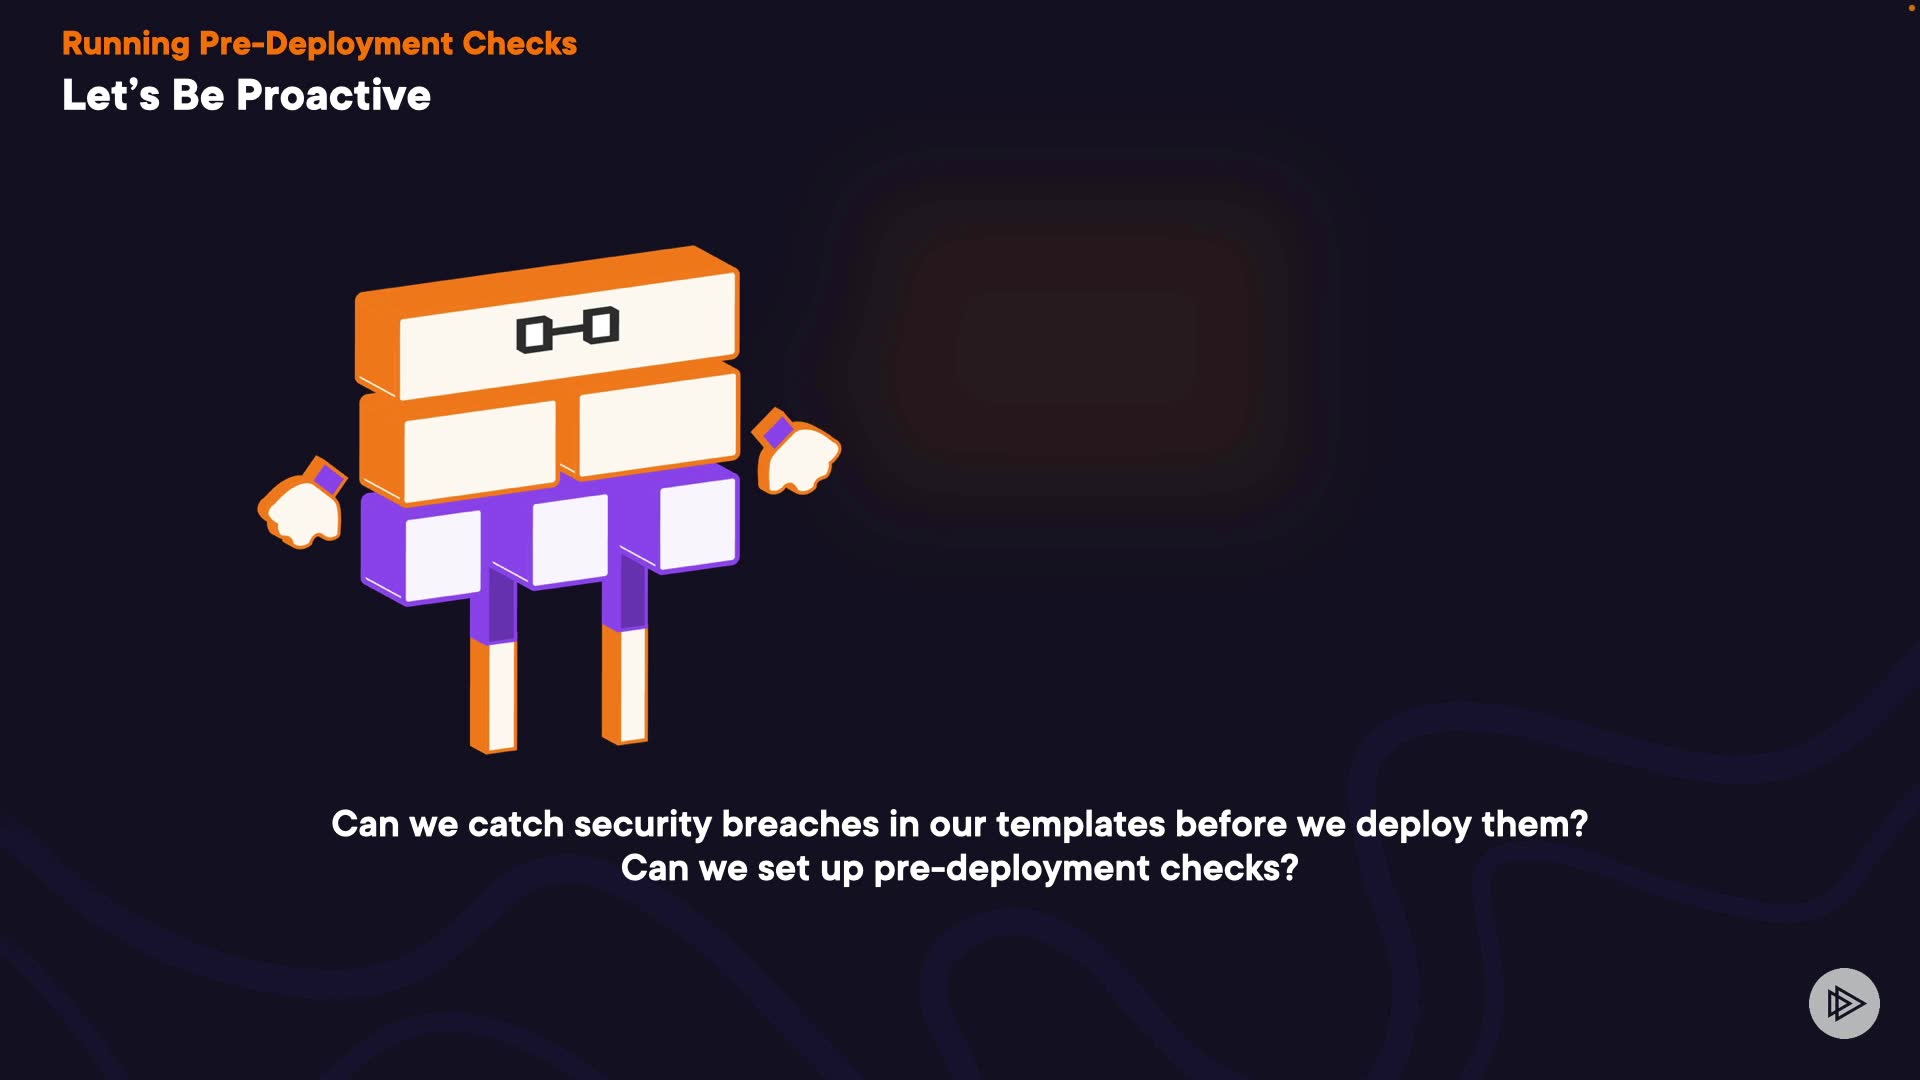 Running Pre-Deployment Checks
Let’s Be Proactive
Can we catch security breaches in our templates before we deploy them?
Can we set up pre-deployment checks?